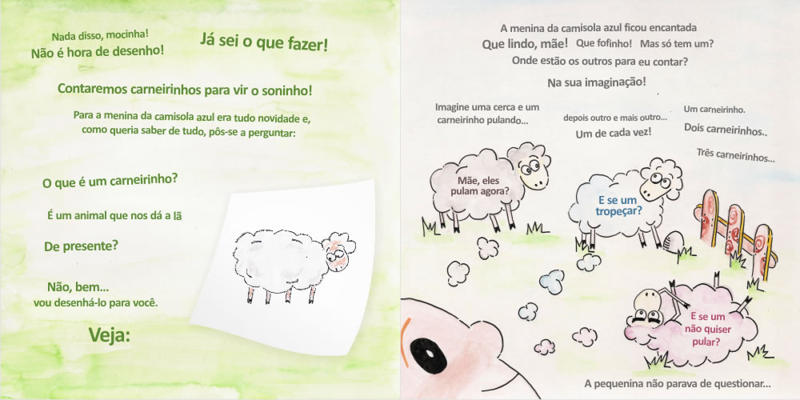 Nada disso, mocinha!
Não é hora de desenho!
Já sei o que fazer!
Contaremos carneirinhos para vir o soninho!
Para a menina da camisola azul era tudo novidade e,
como queria saber de tudo, pôs-se a perguntar:
O que é um carneirinho?
É um animal que nos dá a lã
De presente?
Não, bem...
vou desenhá-lo para você.
Veja:
A menina da camisola azul ficou encantada
Que lindo, mãe! Que fofinho! Mas só tem um?
Onde estão os outros para eu contar?
Na sua imaginação!
Imagine uma cerca e um
carneirinho pulando...
depois outro e mais outro...
Um de cada vez!
Um carneirinho.
Dois carneirinhos..
Três carneirinhos...
Mãe, eles
pulam agora?
E se um
tropeçar?
E se um
não quiser
pular?
A pequenina não parava de questionar...